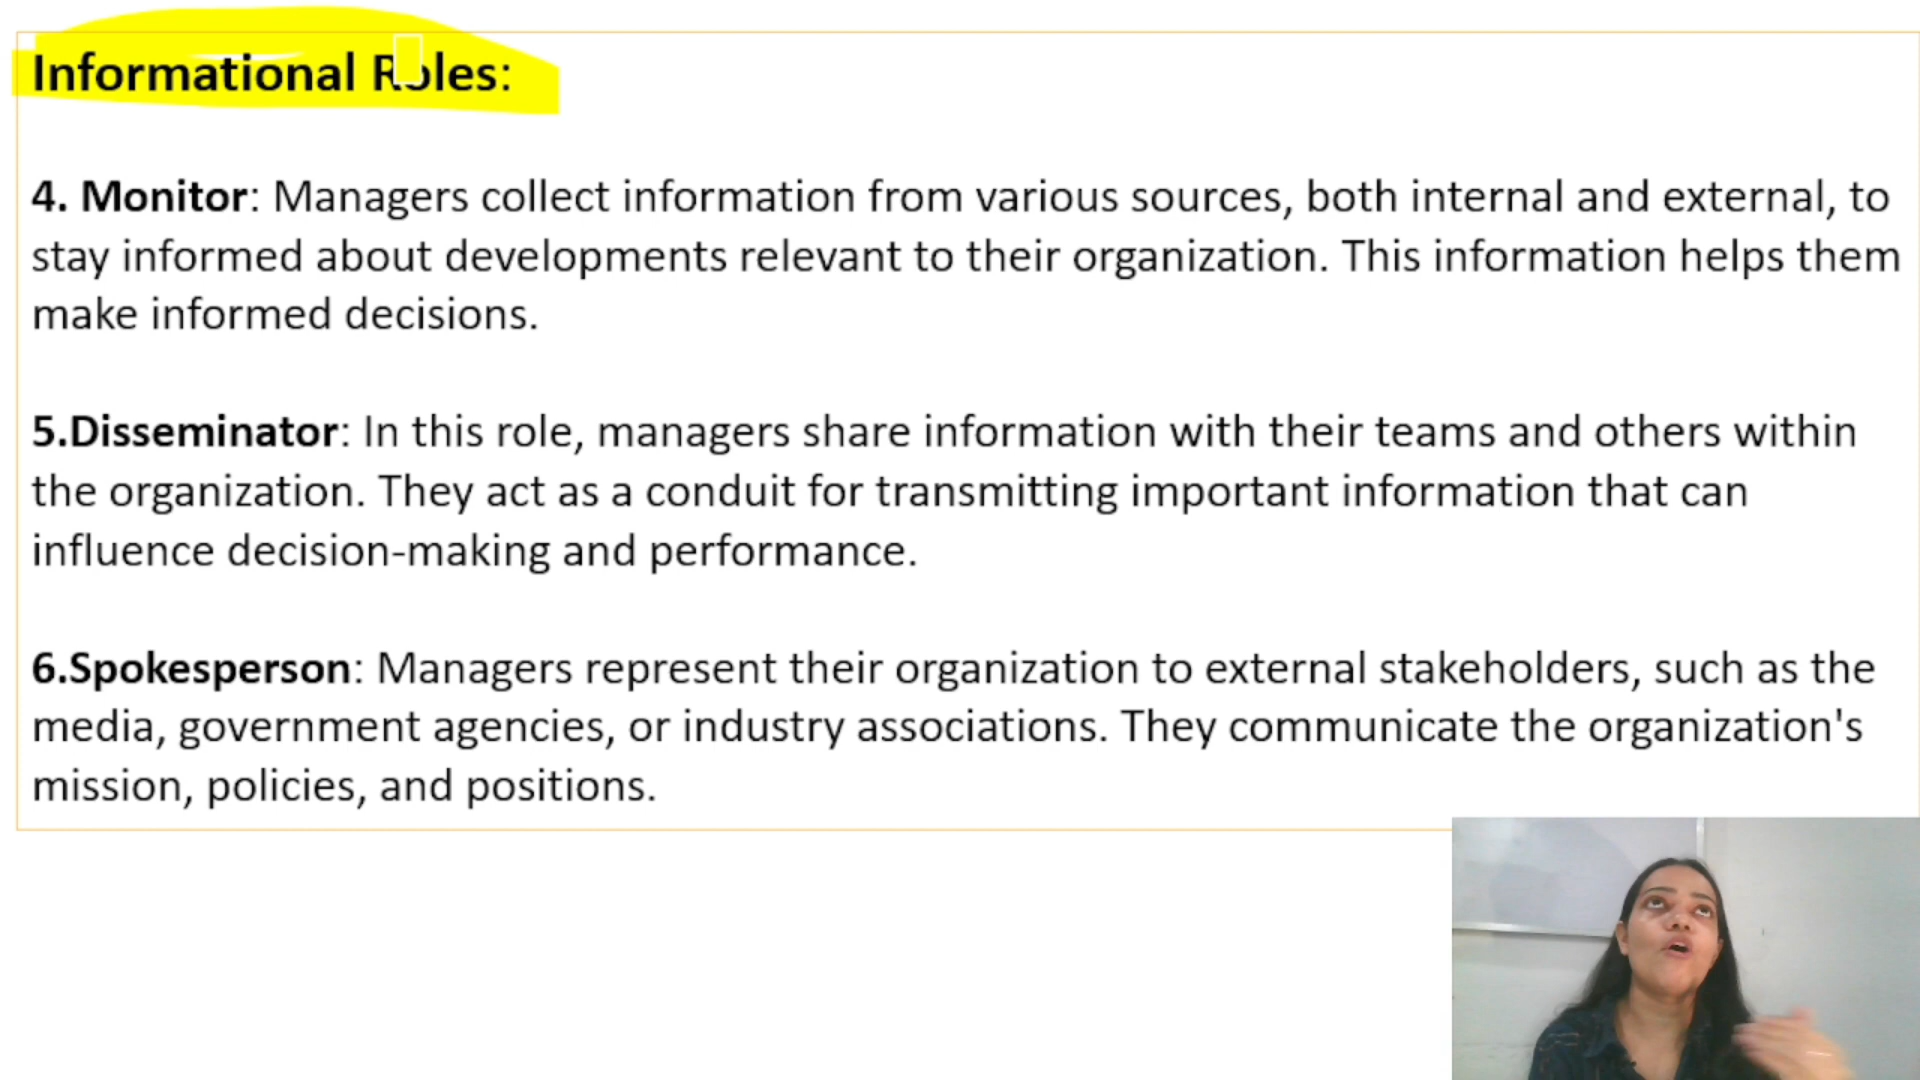 Informational Roles:
4. Monitor: Managers collect information from various sources, both internal and external, to
stay informed about developments relevant to their organization. This information helps them
make informed decisions.
5.Disseminator: In this role, managers share information with their teams and others within
the organization. They act as a conduit for transmitting important information that can
influence decision-making and performance.
6.Spokesperson: Managers represent their organization to external stakeholders, such as the
media, government agencies, or industry associations. They communicate the organization's
mission, policies, and positions.